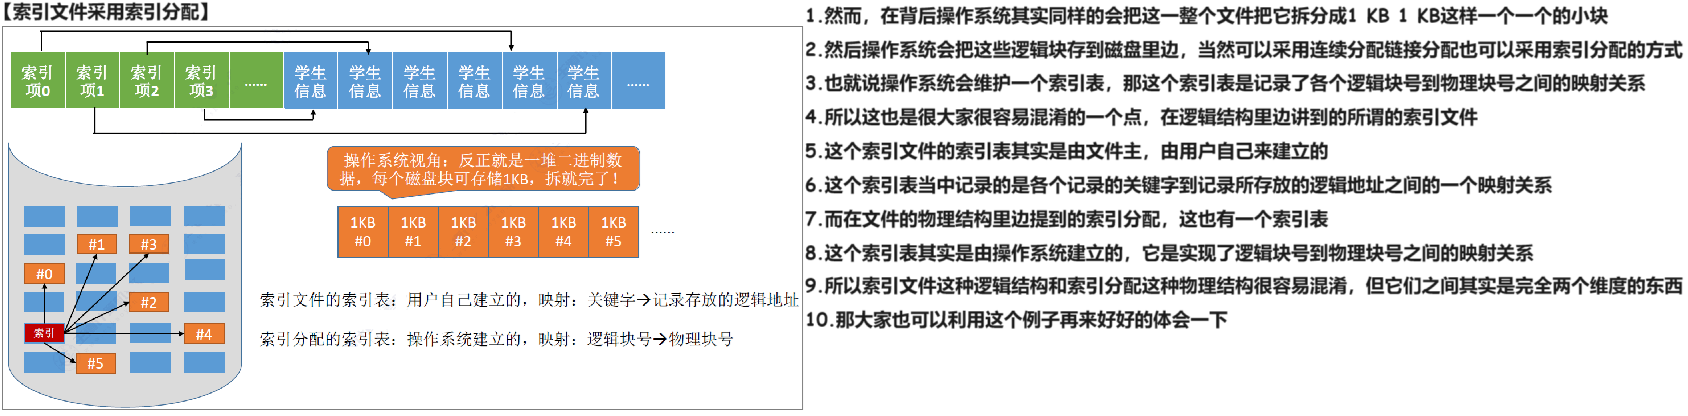 【索引文件采用索引分配】
索引项0 索引项1 索引项2 索引项3 …… 学生信息 学生信息 学生信息 学生信息 学生信息 学生信息 ……
操作系统视角：反正就是一堆二进制数
据，每个磁盘块可存储1KB，拆就完了！
1KB #0 1KB #1 1KB #2 1KB #3 1KB #4 1KB #5 ……
#1 #3
#0
#2
索引 #4
#5
索引文件的索引表：用户自己建立的，映射：关键字→记录存放的逻辑地址
索引分配的索引表：操作系统建立的，映射：逻辑块号→物理块号
1.然而，在背后操作系统其实同样的会把这一整个文件把它拆分成1 KB 1 KB这样一个一个的小块
2.然后操作系统会把这些逻辑块存到磁盘里边，当然可以采用连续分配链接分配也可以采用索引分配的方式
3.也就说操作系统会维护一个索引表，那这个索引表是记录了各个逻辑块号到物理块号之间的映射关系
4.所以这也是很大家很容易混淆的一个点，在逻辑结构里边讲到的所谓的索引文件
5.这个索引文件的索引表其实是由文件主，由用户自己来建立的
6.这个索引表当中记录的是各个记录的关键字到记录所存放的逻辑地址之间的一个映射关系
7.而在文件的物理结构里边提到的索引分配，这也有一个索引表
8.这个索引表其实是由操作系统建立的，它是实现了逻辑块号到物理块号之间的映射关系
9.所以索引文件这种逻辑结构和索引分配这种物理结构很容易混淆，但它们之间其实是完全两个维度的东西
10.那大家也可以利用这个例子再来好好的体会一下